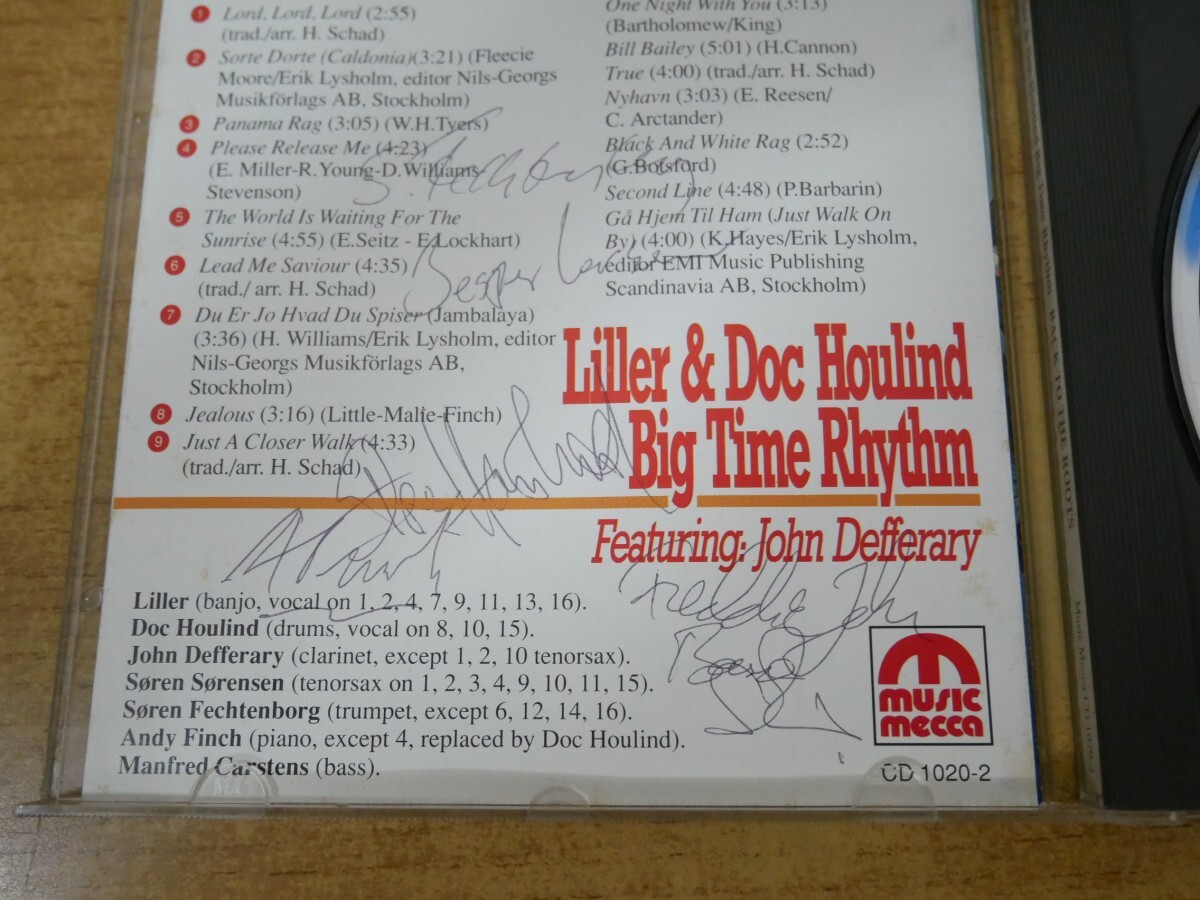 1 Lord, Lord, Lord (2:55)
(trad./arr. H. Schad)
2 Sorte Dorte (Caldonia)(3:21) (Fleecie
Moore/Erik Lysholm, editor Nils-Georgs
Musikförlags AB, Stockholm)
3 Panama Rag (3:05) (W.H.Tyers)
4 Please Release Me (4:23)
(E. Miller-R.Young-D.Williams-
Stevenson)
5 The World Is Waiting For The
Sunrise (4:55) (E.Seitz - E.Lockhart)
6 Lead Me Saviour (4:35)
(trad./ arr. H. Schad)
7 Du Er Jo Hvad Du Spiser (Jambalaya)
(3:36) (H. Williams/Erik Lysholm, editor
Nils-Georgs Musikförlags AB,
Stockholm)
8 Jealous (3:16) (Little-Malie-Finch)
9 Just A Closer Walk (4:33)
(trad./arr. H. Schad)
One Night With You (3:13)
(Bartholomew/King)
Bill Bailey (5:01) (H.Cannon)
True (4:00) (trad./arr. H. Schad)
Nyhavn (3:03) (E. Reesen/
C. Arctander)
Black And White Rag (2:52)
(G.Botsford)
Second Line (4:48) (P.Barbarin)
Gå Hjem Til Ham (Just Walk On
By) (4:00) (K.Hayes/Erik Lysholm,
editor EMI Music Publishing
Scandinavia AB, Stockholm)
Liller & Doc Houlind
Big Time Rhythm
Featuring: John Defferary
Freddie John
Liller (banjo, vocal on 1, 2, 4, 7, 9, 11, 13, 16).
Doc Houlind (drums, vocal on 8, 10, 15).
John Defferary (clarinet, except 1, 2, 10 tenorsax).
Søren Sørensen (tenorsax on 1, 2, 3, 4, 9, 10, 11, 15).
Søren Fechtenborg (trumpet, except 6, 12, 14, 16).
Andy Finch (piano, except 4, replaced by Doc Houlind).
Manfred Carstens (bass).
music
mecca
CD 1020-2
BACK TO THE ROOTS